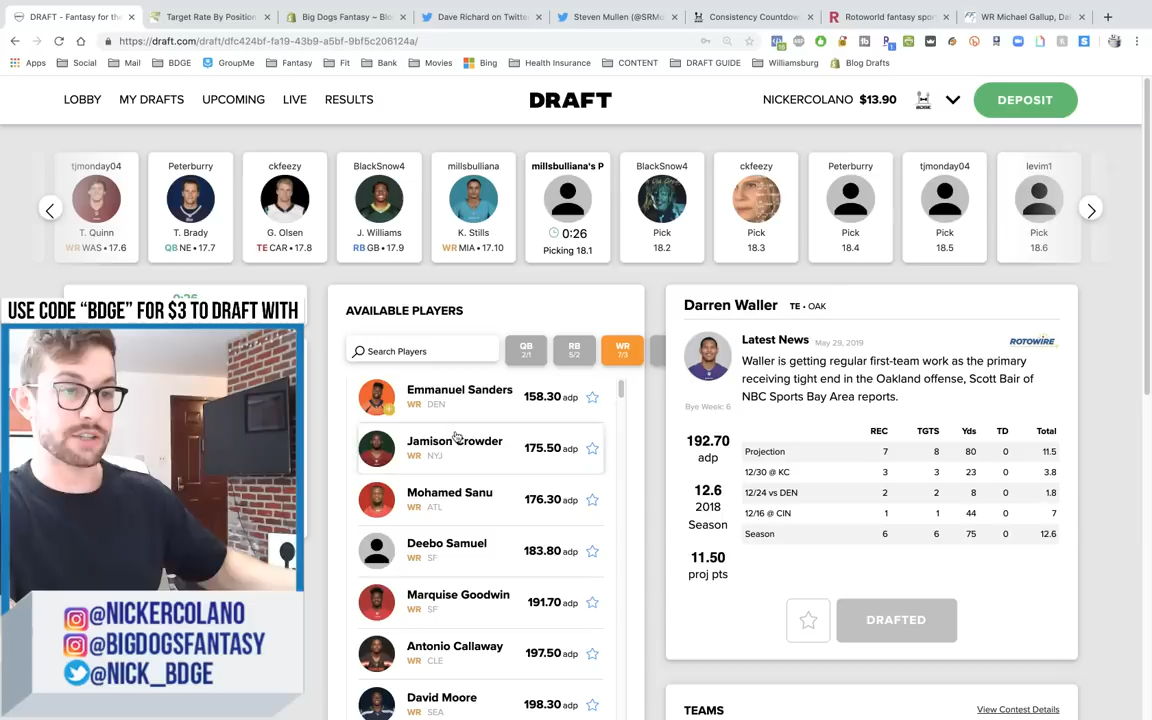 DRAFT - Fantasy for the
Target Rate By Position
Big Dogs Fantasy ~ Blo
Dave Richard on Twitte
Steven Mullen (@SRMu
Consistency Countdow
Rotoworld fantasy spor
WR Michael Gallup, Da
https://draft.com/draft/dfc424bf-fa19-43b9-a5bf-9bf5c206124a/
Apps
Social
Mail
BDGE
GroupMe
Fantasy
Fit
Bank
Movies
Bing
Health Insurance
CONTENT
DRAFT GUIDE
Williamsburg
Blog Drafts
LOBBY
MY DRAFTS
UPCOMING
LIVE
RESULTS
DRAFT
NICKERCOLANO $13.90
DEPOSIT
tjmonday04
T. Quinn
WR WAS • 17.6
Peterburry
T. Brady
QB NE • 17.7
ckfeezy
G. Olsen
TE CAR • 17.8
BlackSnow4
J. Williams
RB GB • 17.9
millsbulliana
K. Stills
WR MIA • 17.10
millsbulliana's P
0:26
Picking 18.1
BlackSnow4
Pick
18.2
ckfeezy
Pick
18.3
Peterburry
Pick
18.4
tjmonday04
Pick
18.5
levim1
Pick
18.6
USE CODE "BDGE" FOR $3 TO DRAFT WITH
@NICKERCOLANO
@BIGDOGSFANTASY
@NICK_BDGE
AVAILABLE PLAYERS
Search Players
QB
2/1
RB
5/2
WR
7/3
Emmanuel Sanders
WR DEN
158.30 adp
Jamison Crowder
WR NYJ
175.50 adp
Mohamed Sanu
WR ATL
176.30 adp
Deebo Samuel
WR SF
183.80 adp
Marquise Goodwin
WR SF
191.70 adp
Antonio Callaway
WR CLE
197.50 adp
David Moore
WR SEA
198.30 adp
Darren Waller TE • OAK
Latest News May 29, 2019
ROTOWIRE
Waller is getting regular first-team work as the primary
receiving tight end in the Oakland offense, Scott Bair of
NBC Sports Bay Area reports.
Bye Week: 6
192.70
adp
12.6
2018
Season
11.50
proj pts
REC TGTS Yds TD Total
Projection 7 8 80 0 11.5
12/30 @ KC 3 3 23 0 3.8
12/24 vs DEN 2 2 8 0 1.8
12/16 @ CIN 1 1 44 0 7
Season 6 6 75 0 12.6
DRAFTED
TEAMS
View Contest Details